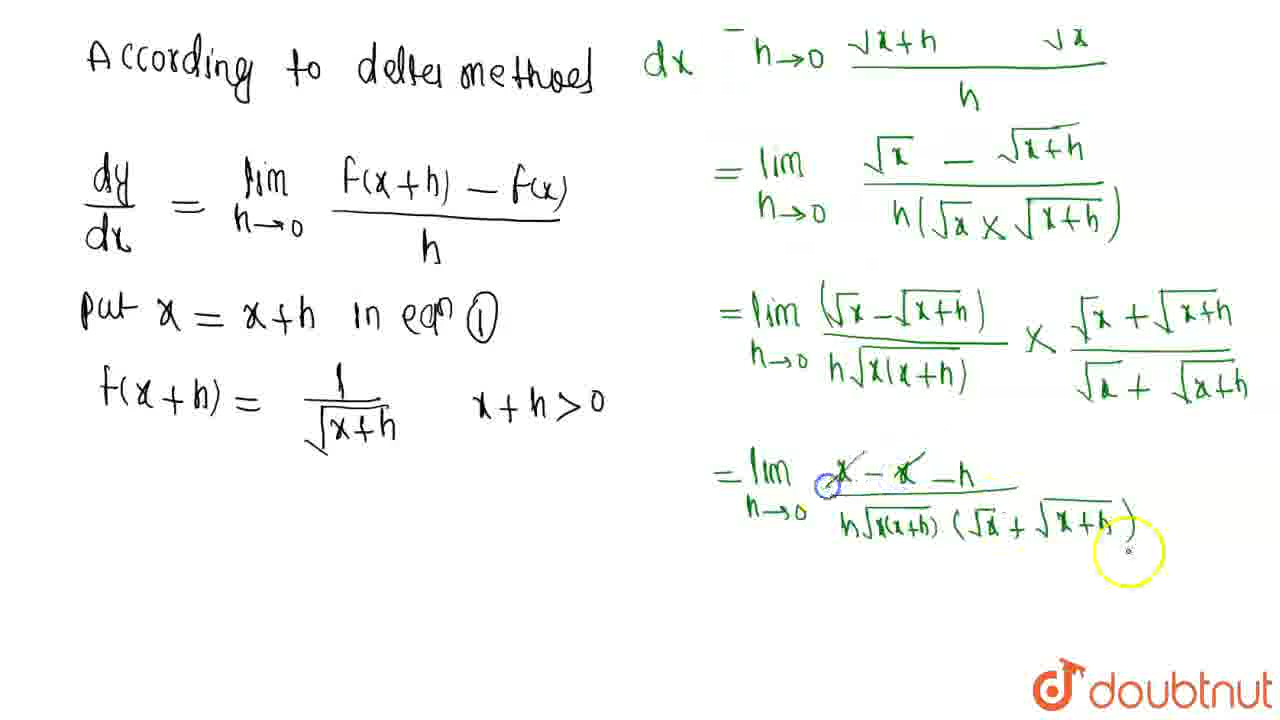 According to delta method
dy/dx = lim h→0 f(x+h) – f(x) / h
put x = x+h in eqn ①
f(x+h) = 1/√x+h x+h>0
dx h→0 √x+h √x / h
= lim h→0 √x – √x+h / h(√x × √x+h)
= lim h→0 (√x – √x+h) / h√x(x+h) × √x + √x+h / √x + √x+h
= lim h→0 x – x – h / h√x(x+h) (√x + √x+h)
doubtnut